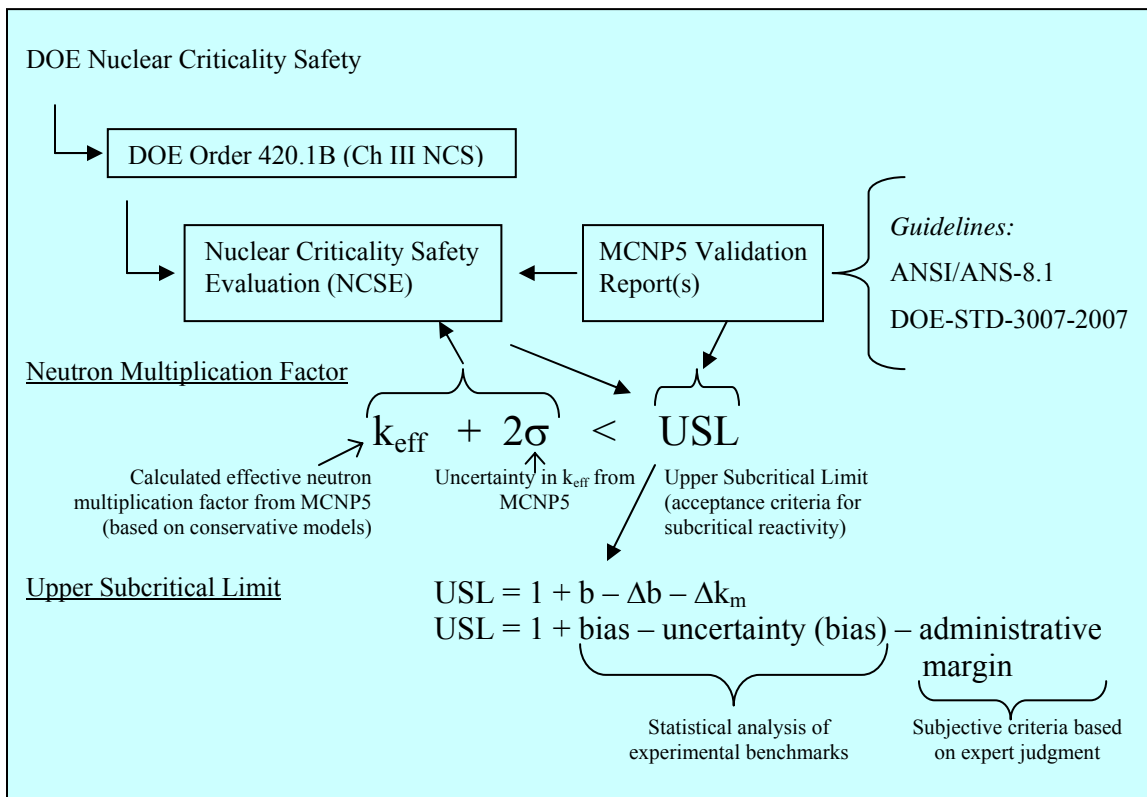 DOE Nuclear Criticality Safety
DOE Order 420.1B (Ch III NCS)
Nuclear Criticality Safety
Evaluation (NCSE)
MCNP5 Validation
Report(s)
Guidelines:
ANSI/ANS-8.1
DOE-STD-3007-2007
Neutron Multiplication Factor
keff + 2σ < USL
Calculated effective neutron
multiplication factor from MCNP5
(based on conservative models)
Uncertainty in keff from
MCNP5
Upper Subcritical Limit
(acceptance criteria for
subcritical reactivity)
Upper Subcritical Limit
USL = 1 + b – Δb – Δkm
USL = 1 + bias – uncertainty (bias) – administrative
margin
Statistical analysis of
experimental benchmarks
Subjective criteria based
on expert judgment